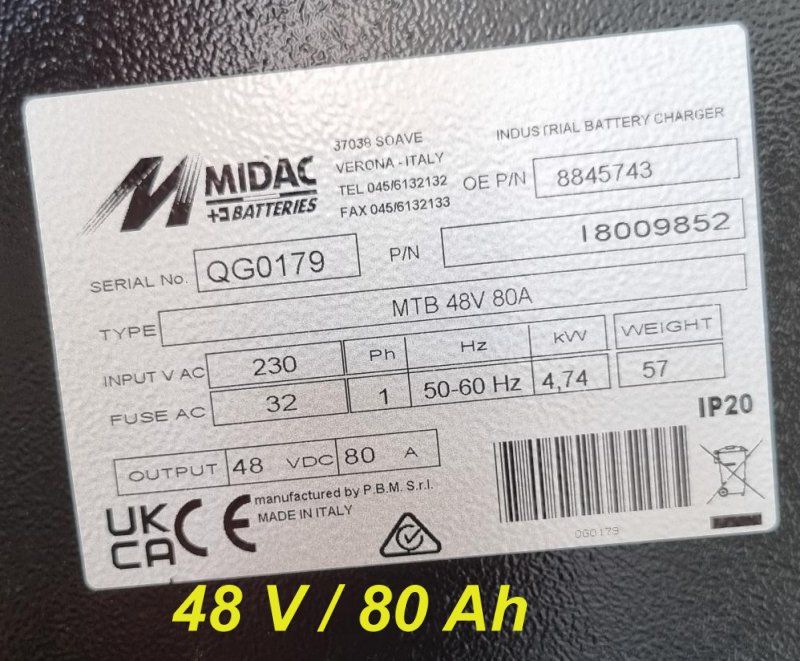 MIDAC
BATTERIES
37038 SOAVE
VERONA - ITALY
TEL 045/6132132
FAX 045/6132133
INDUSTRIAL BATTERY CHARGER
OE P/N 8845743
SERIAL No. QG0179 P/N 18009852
TYPE MTB 48V 80A
INPUT V AC 230 Ph Hz kW WEIGHT
FUSE AC 32 1 50-60 Hz 4,74 57
IP20
OUTPUT 48 VDC 80 A
manufactured by P.B.M. S.r.l.
MADE IN ITALY
UK
CA CE
QG0179
48 V / 80 Ah